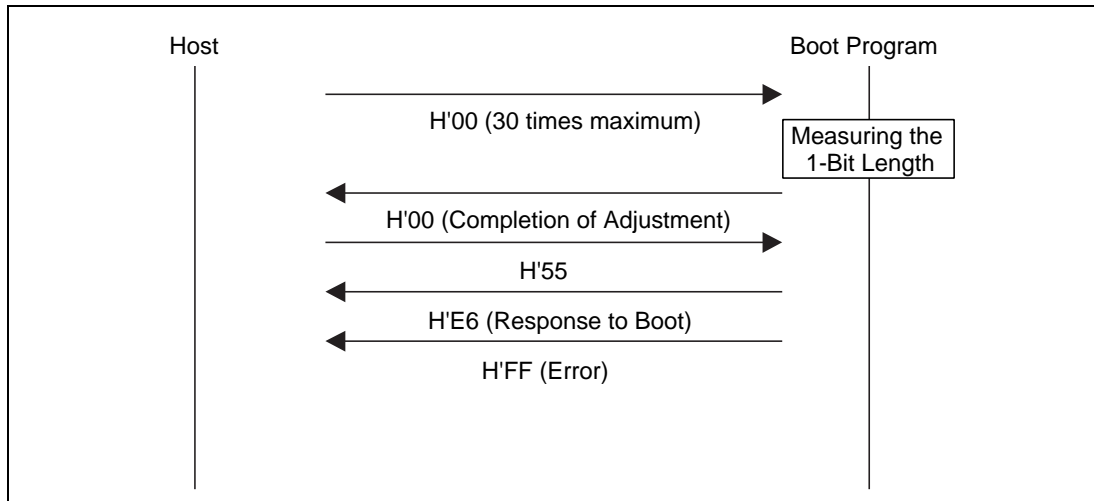 Host
Boot Program
H'00 (30 times maximum)
Measuring the
1-Bit Length
H'00 (Completion of Adjustment)
H'55
H'E6 (Response to Boot)
H'FF (Error)